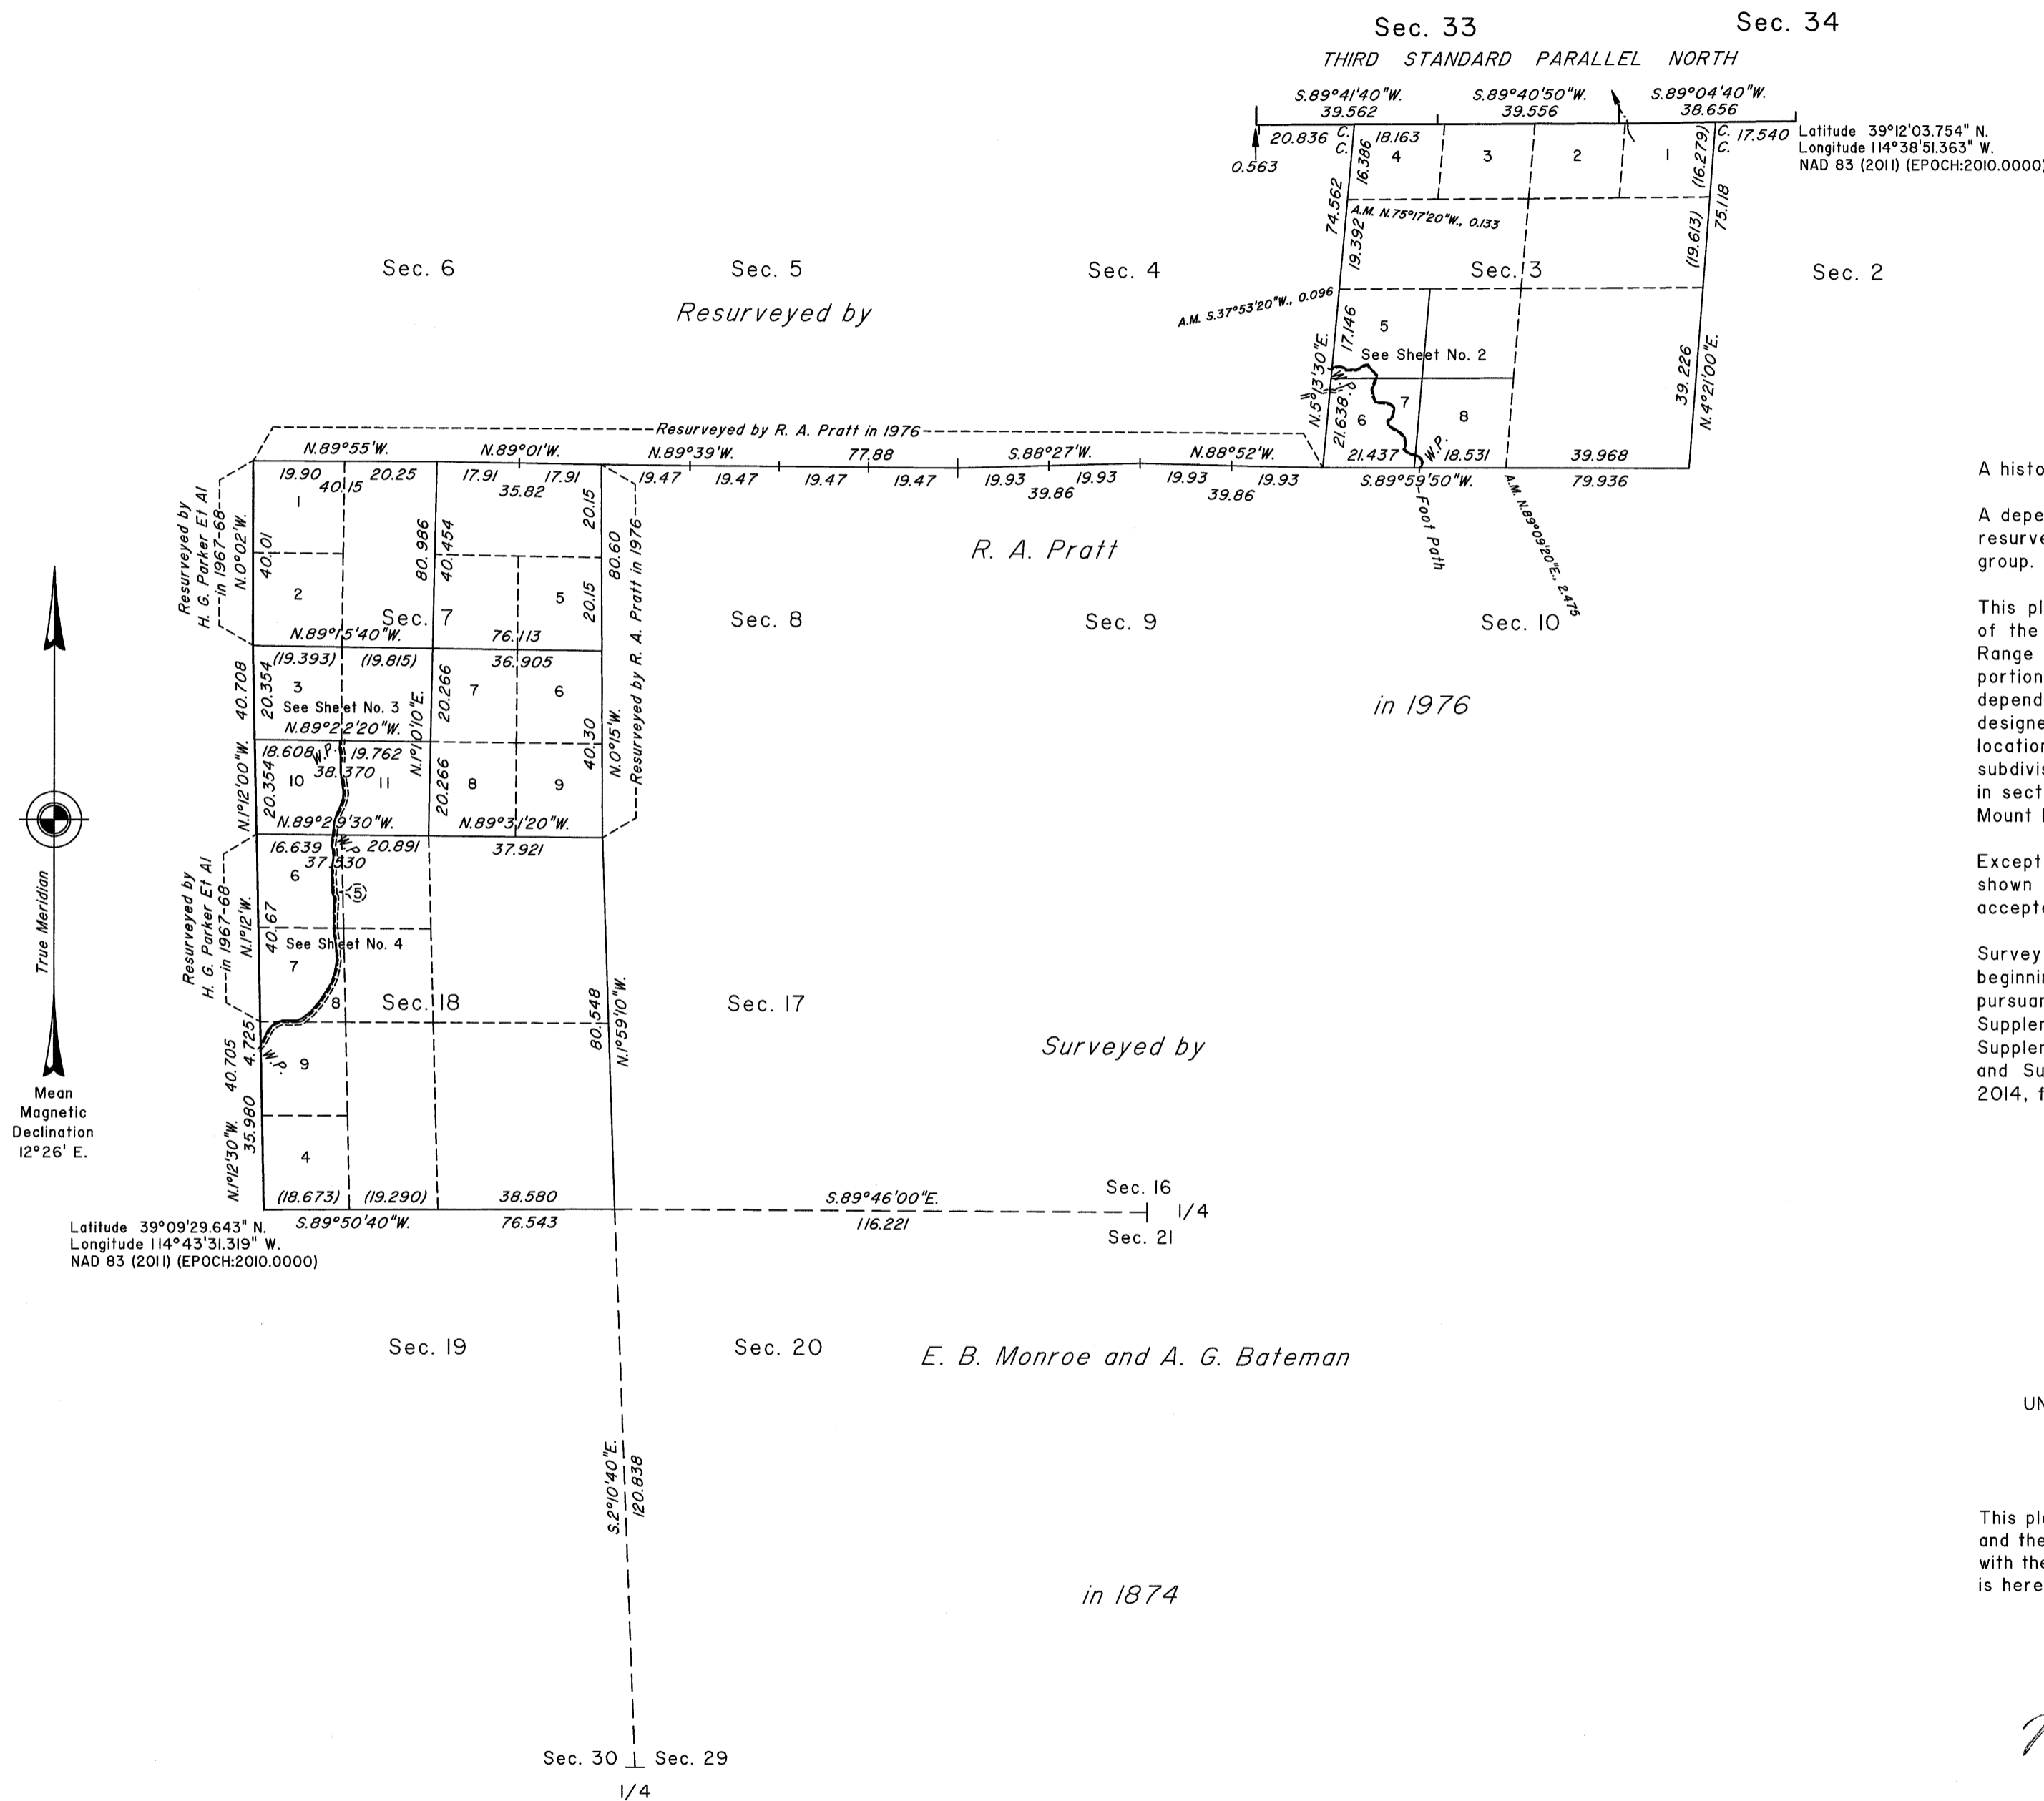 Sec. 33
Sec. 34
THIRD STANDARD PARALLEL NORTH
S.89°41'40"W.
S.89°40'50"W.
S.89°04'40"W.
39.562
39.556
38.656
20.836
C.
C.
18.163
(16.279)
C.
C.
17.540
0.563
16.386
4
3
2
1
Latitude 39°12'03.754" N.
Longitude 114°38'51.363" W.
NAD 83 (2011) (EPOCH:2010.0000)
74.562
75.118
A.M. N.75°17'20"W., 0.133
19.392
(19.613)
Sec. 6
Sec. 5
Sec. 4
Sec. 3
Sec. 2
Resurveyed by
A.M. S.37°53'20"W., 0.096
17.146
5
See Sheet No. 2
N.5°13'30"E.
39.226
N.4°21'00"E.
W.P.
21.638
6
7
8
W.P.
21.437
18.531
39.968
S.89°59'50"W.
79.936
Foot Path
A.M. N.89°09'20"E., 2.475
Resurveyed by R. A. Pratt in 1976
N.89°55'W.
N.89°01'W.
N.89°39'W.
77.88
S.88°27'W.
N.88°52'W.
19.90
20.25
17.91
17.91
19.47
19.47
19.47
19.47
19.93
19.93
19.93
19.93
40.15
35.82
39.86
39.86
Resurveyed by
H. G. Parker Et Al
in 1967-68
N.0°02'W.
40.01
1
2
80.986
40.454
20.15
20.15
80.60
5
Resurveyed by R. A. Pratt in 1976
R. A. Pratt
Sec. 7
Sec. 8
Sec. 9
Sec. 10
N.89°15'40"W.
76.113
(19.393)
(19.815)
36.905
40.708
20.354
3
See Sheet No. 3
N.89°22'20"W.
N.1°10'10"E.
20.266
7
6
40.30
N.0°15'W.
in 1976
18.608
W.P.
19.762
38.370
N.1°12'00"W.
20.354
10
11
20.266
8
9
N.89°29'30"W.
N.89°31'20"W.
16.639
W.P.
20.891
37.921
37.530
6
5
Resurveyed by
H. G. Parker Et Al
in 1967-68
N.1°12'W.
40.67
See Sheet No. 4
7
8
Sec. 18
Sec. 17
80.548
N.1°59'10"W.
Surveyed by
4.725
40.705
W.P.
9
35.980
N.1°12'30"W.
4
(18.673)
(19.290)
38.580
S.89°50'40"W.
76.543
S.89°46'00"E.
116.221
Sec. 16
1/4
Sec. 21
Latitude 39°09'29.643" N.
Longitude 114°43'31.319" W.
NAD 83 (2011) (EPOCH:2010.0000)
True Meridian
Mean
Magnetic
Declination
12°26' E.
Sec. 19
Sec. 20
E. B. Monroe and A. G. Bateman
S.2°10'40"E.
120.838
in 1874
Sec. 30
Sec. 29
1/4
A histo
A depe
resurve
group.
This pl
of the
Range
portion
depend
designe
location
subdivis
in sect
Mount
Except
shown
accepte
Survey
beginnin
pursuan
Supplem
Supplem
and Su
2014, f
UN
This pla
and the
with the
is here